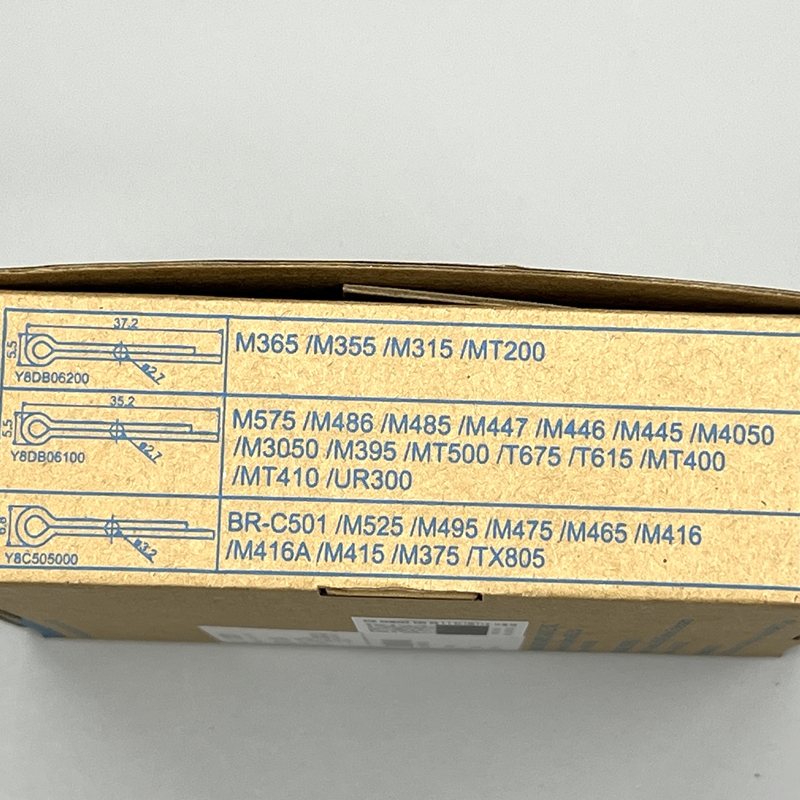 37.2
5.5
ø2.7
Y8DB06200
M365 /M355 /M315 /MT200
35.2
5.5
ø2.7
Y8DB06100
M575 /M486 /M485 /M447 /M446 /M445 /M4050
/M3050 /M395 /MT500 /T675 /T615 /MT400
/MT410 /UR300
ø3.2
Y8C505000
BR-C501 /M525 /M495 /M475 /M465 /M416
/M416A /M415 /M375 /TX805